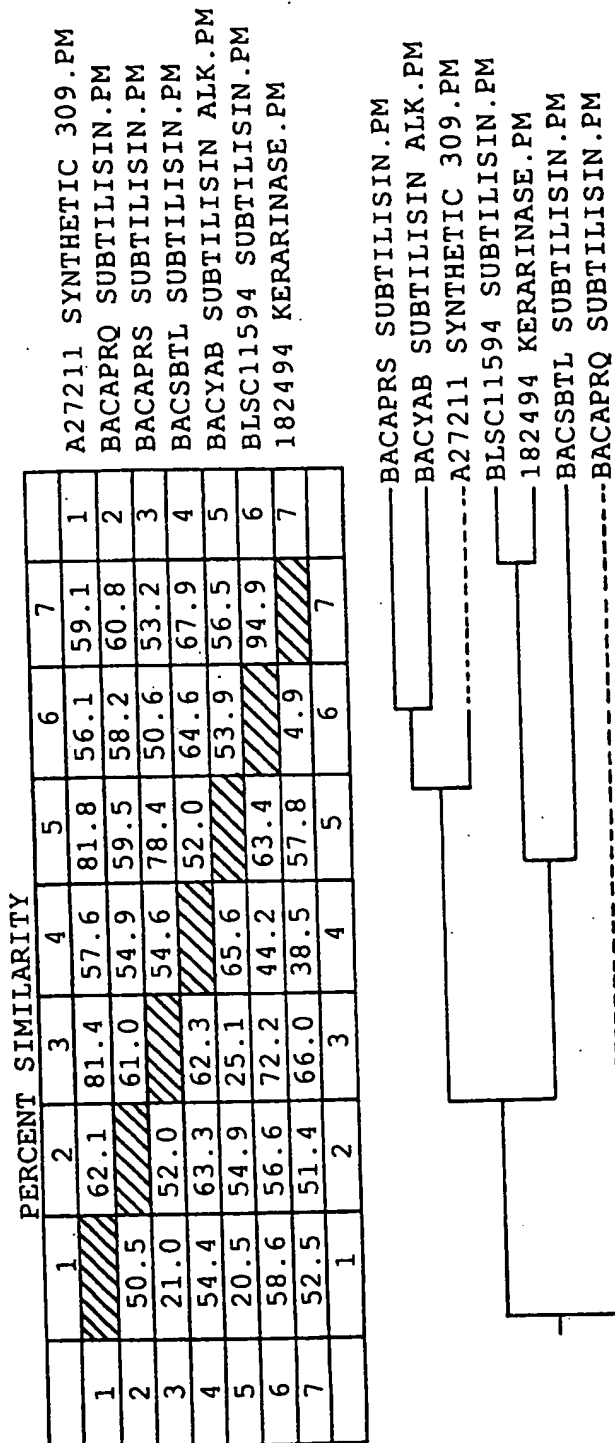 PERCENT SIMILARITY
1 2 3 4 5 6 7
1 62.1 81.4 57.6 81.8 56.1 59.1 1 A27211 SYNTHETIC 309.PM
2 50.5 61.0 54.9 59.5 58.2 60.8 2 BACAPRQ SUBTILISIN.PM
3 21.0 52.0 54.6 78.4 50.6 53.2 3 BACAPRS SUBTILISIN.PM
4 54.4 63.3 62.3 52.0 64.6 67.9 4 BACSBTL SUBTILISIN.PM
5 20.5 54.9 25.1 65.6 53.9 56.5 5 BACYAB SUBTILISIN ALK.PM
6 58.6 56.6 72.2 44.2 63.4 94.9 6 BLSC11594 SUBTILISIN.PM
7 52.5 51.4 66.0 38.5 57.8 4.9 7 182494 KERARINASE.PM
1 2 3 4 5 6 7
BACAPRS SUBTILISIN.PM
BACYAB SUBTILISIN ALK.PM
A27211 SYNTHETIC 309.PM
BLSC11594 SUBTILISIN.PM
182494 KERARINASE.PM
BACSBTL SUBTILISIN.PM
BACAPRQ SUBTILISIN.PM